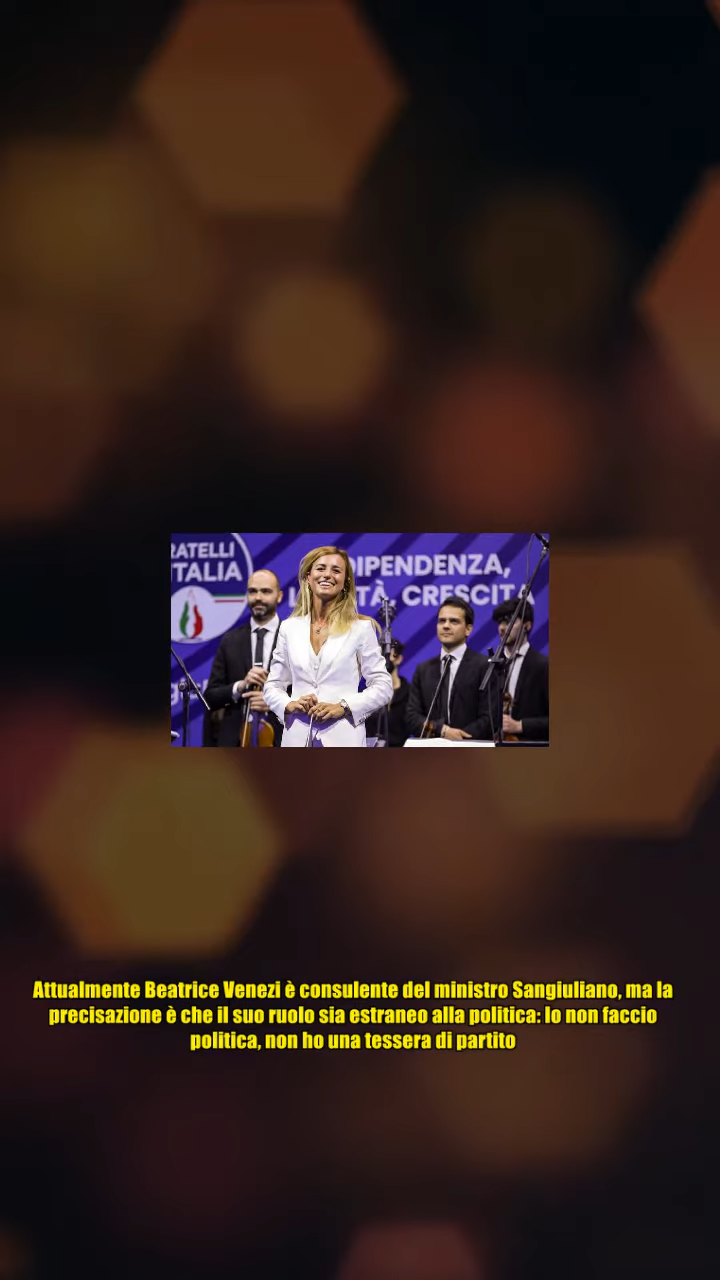 RATELLI
ITALIA
DIPENDENZA,
CRESCITA
Attualmente Beatrice Venezi è consulente del ministro Sangiuliano, ma la
precisazione è che il suo ruolo sia estraneo alla politica: Io non faccio
politica, non ho una tessera di partito